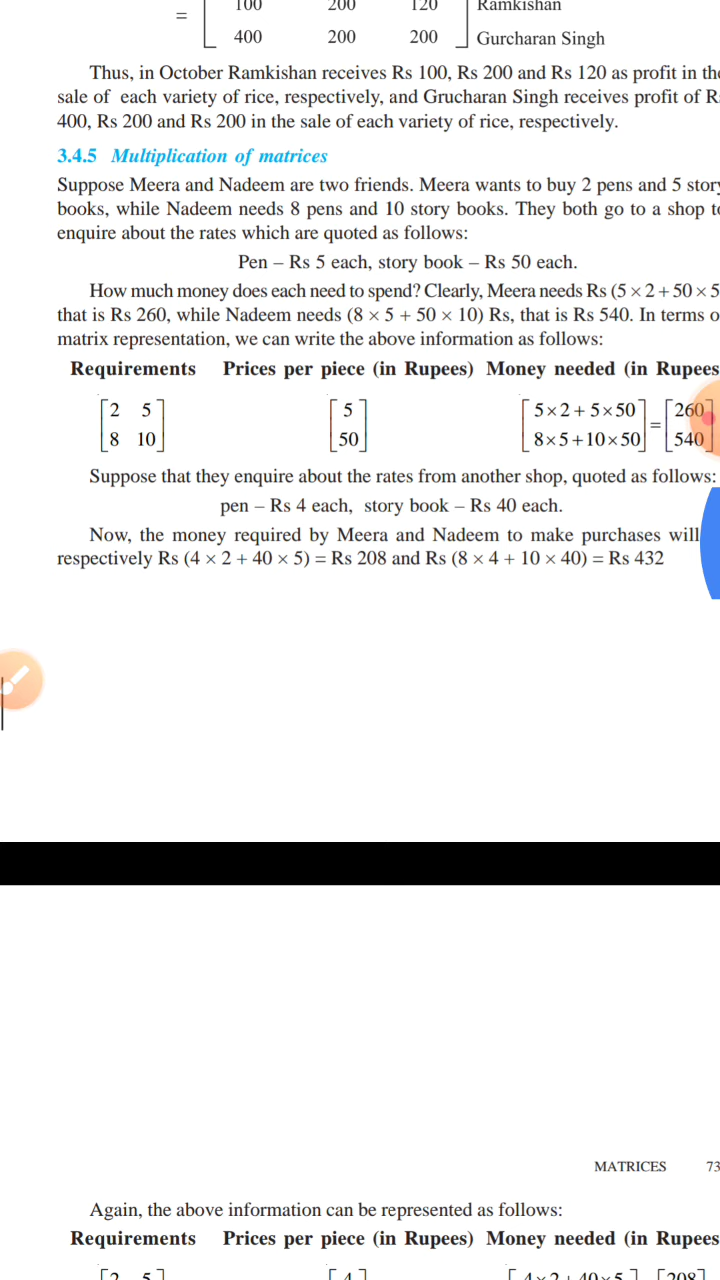 = 100 200 120 Ramkishan
400 200 200 Gurcharan Singh
Thus, in October Ramkishan receives Rs 100, Rs 200 and Rs 120 as profit in the
sale of each variety of rice, respectively, and Grucharan Singh receives profit of R
400, Rs 200 and Rs 200 in the sale of each variety of rice, respectively.
3.4.5 Multiplication of matrices
Suppose Meera and Nadeem are two friends. Meera wants to buy 2 pens and 5 story
books, while Nadeem needs 8 pens and 10 story books. They both go to a shop to
enquire about the rates which are quoted as follows:
Pen – Rs 5 each, story book – Rs 50 each.
How much money does each need to spend? Clearly, Meera needs Rs (5 × 2 + 50 × 5
that is Rs 260, while Nadeem needs (8 × 5 + 50 × 10) Rs, that is Rs 540. In terms o
matrix representation, we can write the above information as follows:
Requirements Prices per piece (in Rupees) Money needed (in Rupees
2 5 5 5×2+5×50 = 260
8 10 50 8×5+10×50 540
Suppose that they enquire about the rates from another shop, quoted as follows:
pen – Rs 4 each, story book – Rs 40 each.
Now, the money required by Meera and Nadeem to make purchases will
respectively Rs (4 × 2 + 40 × 5) = Rs 208 and Rs (8 × 4 + 10 × 40) = Rs 432
MATRICES 73
Again, the above information can be represented as follows:
Requirements Prices per piece (in Rupees) Money needed (in Rupees
2 5 4 4×2+40×5 208